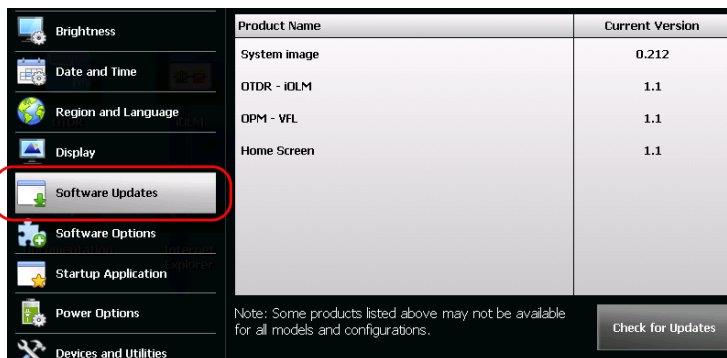 Brightness
Date and Time
Region and Language
Display
Software Updates
Software Options
Startup Application
Power Options
Devices and Utilities
Product Name Current Version
System image 0.212
OTDR - iOLM 1.1
OPM - VFL 1.1
Home Screen 1.1
Note: Some products listed above may not be available
for all models and configurations.
Check for Updates